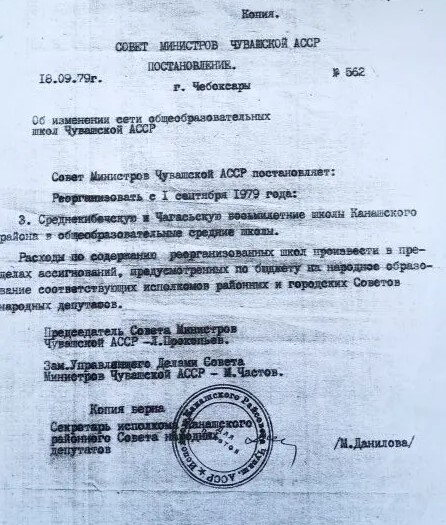 Копия.
СОВЕТ МИНИСТРОВ ЧУВАШСКОЙ АССР
ПОСТАНОВЛЕНИЕ.
18.09.79г. № 562
г. Чебоксары
Об изменении сети общеобразовательных
школ Чувашской АССР
Совет Министров Чувашской АССР постановляет:
Реорганизовать с I сентября 1979 года:
3. Среднекибечскую и Чагасьскую восьмилетние школы Канашского
района в общеобразовательные средние школы.
Расходы по содержанию реорганизованных школ произвести в пре-
делах ассигнований, предусмотренных по бюджету на народное образо-
вание соответствующих исполкомов районных и городских Советов
народных депутатов.
Председатель Совета Министров
Чувашской АССР -Л.Прокопьев.
Зам.Управляющего Делами Совета
Министров Чувашской АССР - М.Частов.
Копия верна
Секретарь исполкома Канашского
районного Совета народных
депутатов /М.Данилова/